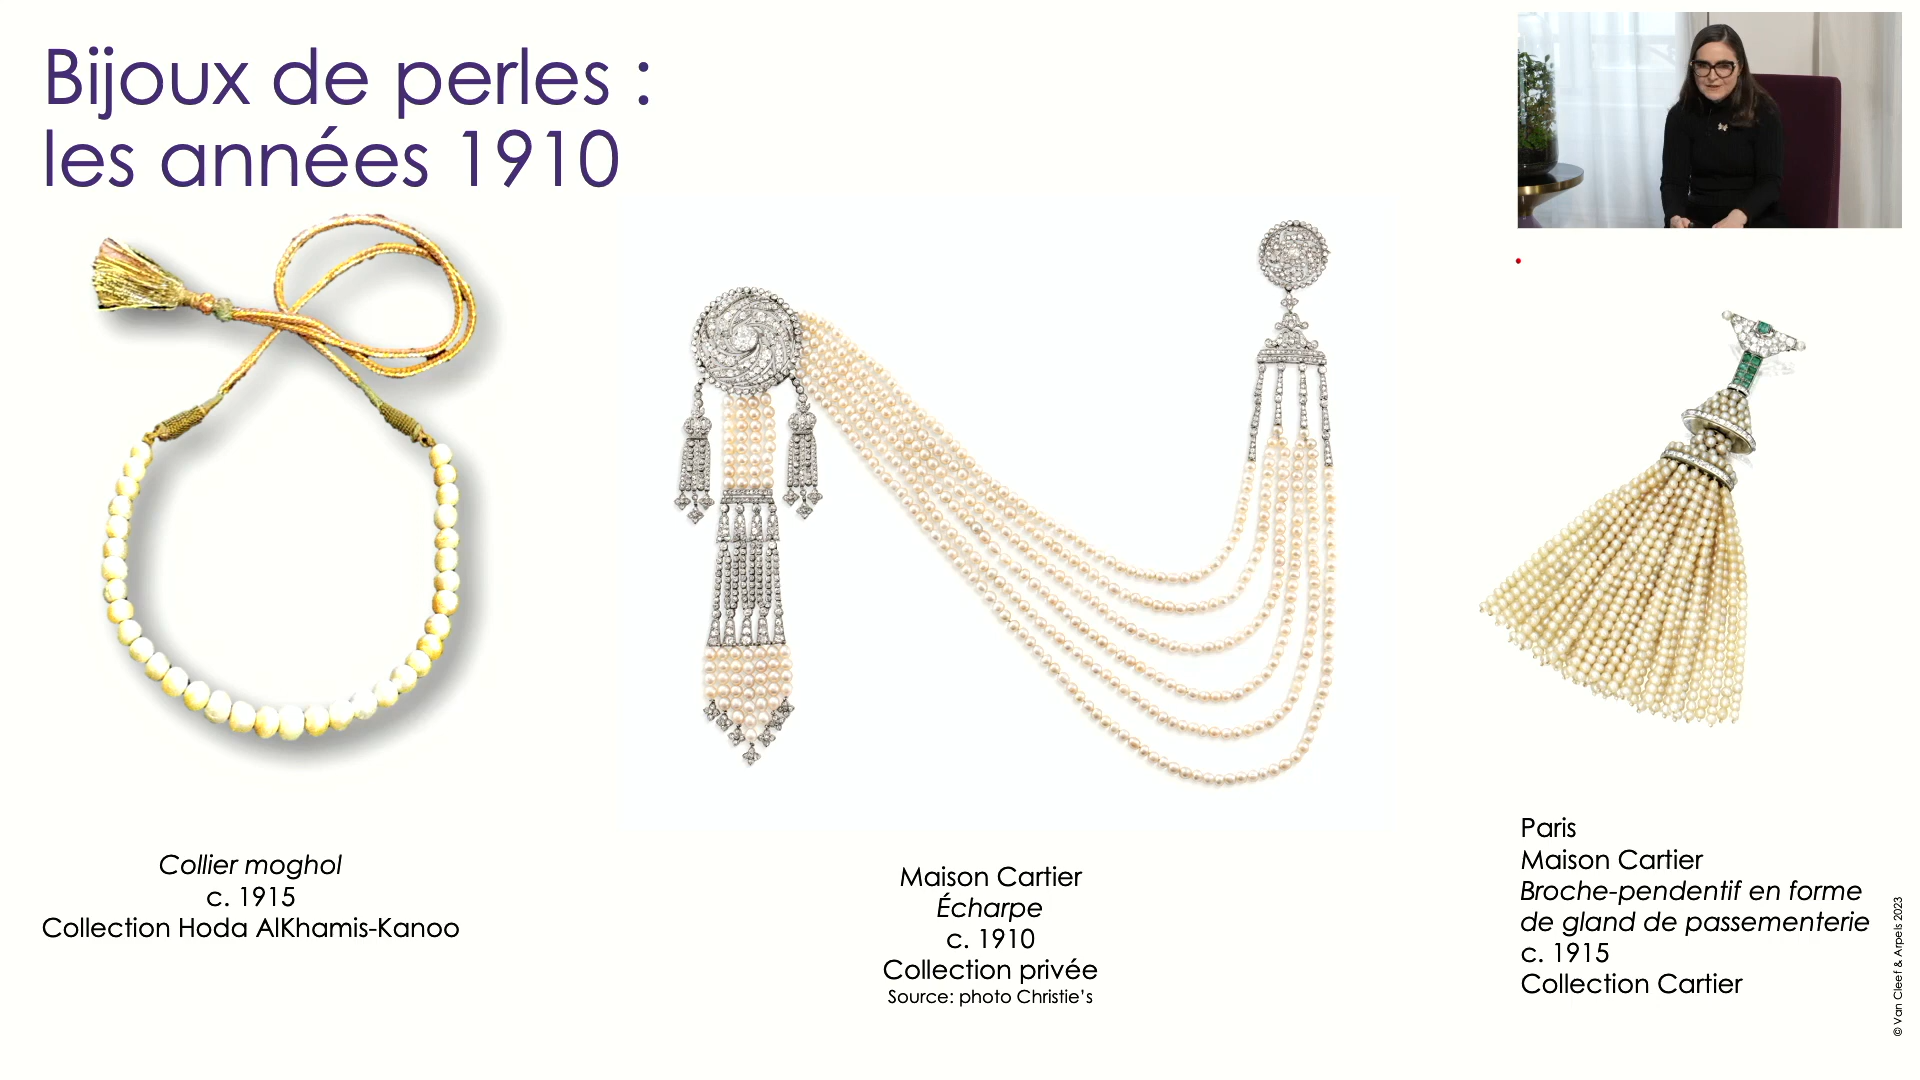 Bijoux de perles :
les années 1910
Collier moghol
c. 1915
Collection Hoda AlKhamis-Kanoo
Maison Cartier
Écharpe
c. 1910
Collection privée
Source: photo Christie’s
Paris
Maison Cartier
Broche-pendentif en forme
de gland de passementerie
c. 1915
Collection Cartier
© Van Cleef & Arpels 2023